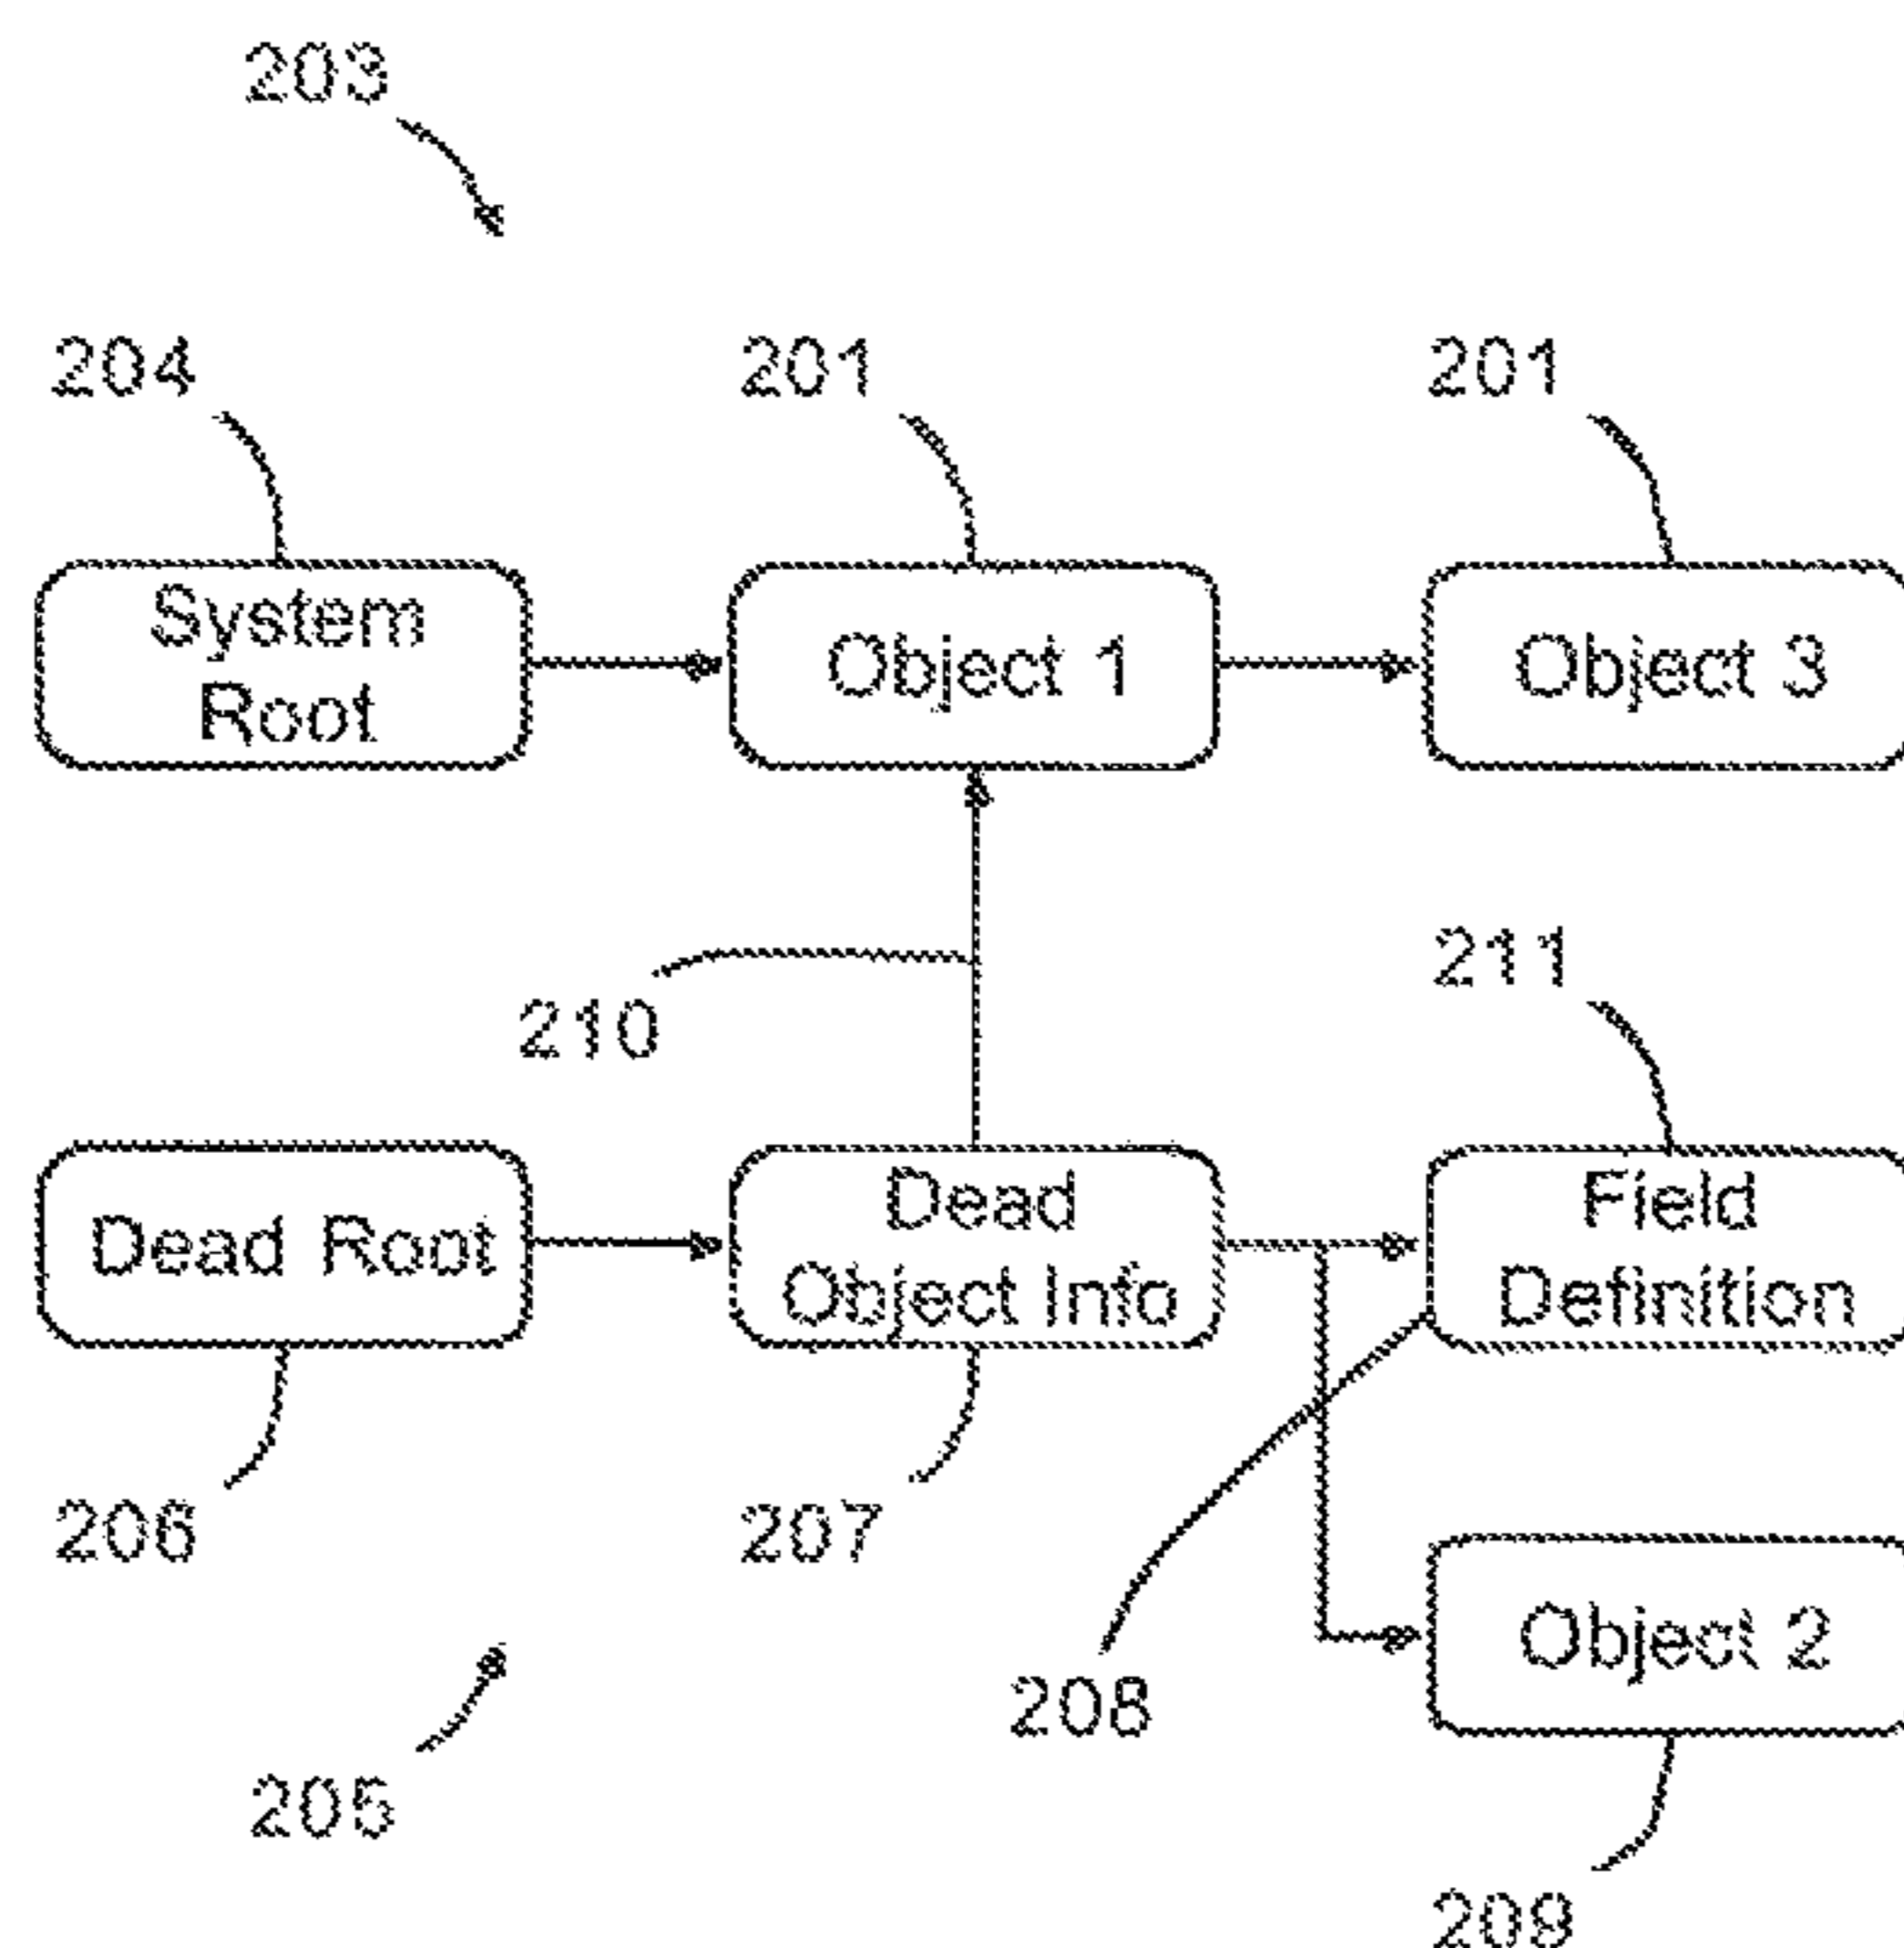 203
204
201
201
System
Root
Object 1
Object 3
210
211
Dead Root
Dead
Object Info
Field
Definition
206
207
208
Object 2
205
209